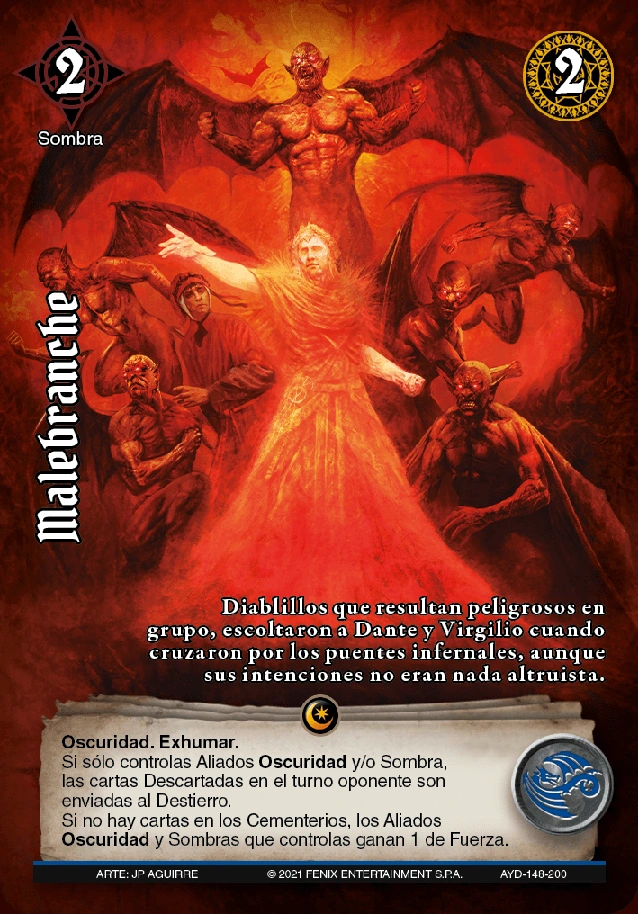 2
2
Sombra
Malebranche
Diablillos que resultan peligrosos en
grupo, escoltaron a Dante y Virgilio cuando
cruzaron por los puentes infernales, aunque
sus intenciones no eran nada altruista.
Oscuridad. Exhumar.
Si sólo controlas Aliados Oscuridad y/o Sombra,
las cartas Descartadas en el turno oponente son
enviadas al Destierro.
Si no hay cartas en los Cementerios, los Aliados
Oscuridad y Sombras que controlas ganan 1 de Fuerza.
ARTE: JP AGUIRRE © 2021 FENIX ENTERTAINMENT S.P.A. AYD-148-200